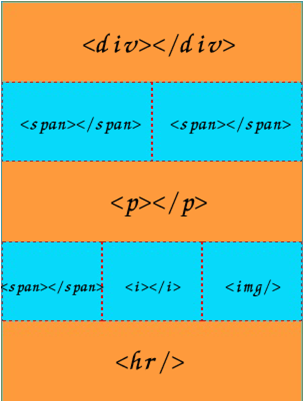 <div></div>
<span></span> <span></span>
<p></p>
<span></span> <i></i> <img/>
<hr/>